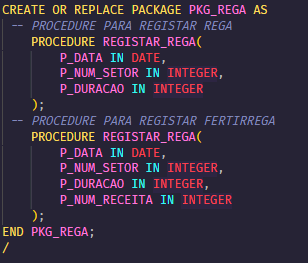 CREATE OR REPLACE PACKAGE PKG_REGA AS
-- PROCEDURE PARA REGISTAR REGA
PROCEDURE REGISTAR_REGA(
P_DATA IN DATE,
P_NUM_SETOR IN INTEGER,
P_DURACAO IN INTEGER
);
-- PROCEDURE PARA REGISTAR FERTIRREGA
PROCEDURE REGISTAR_REGA(
P_DATA IN DATE,
P_NUM_SETOR IN INTEGER,
P_DURACAO IN INTEGER,
P_NUM_RECEITA IN INTEGER
);
END PKG_REGA;
/